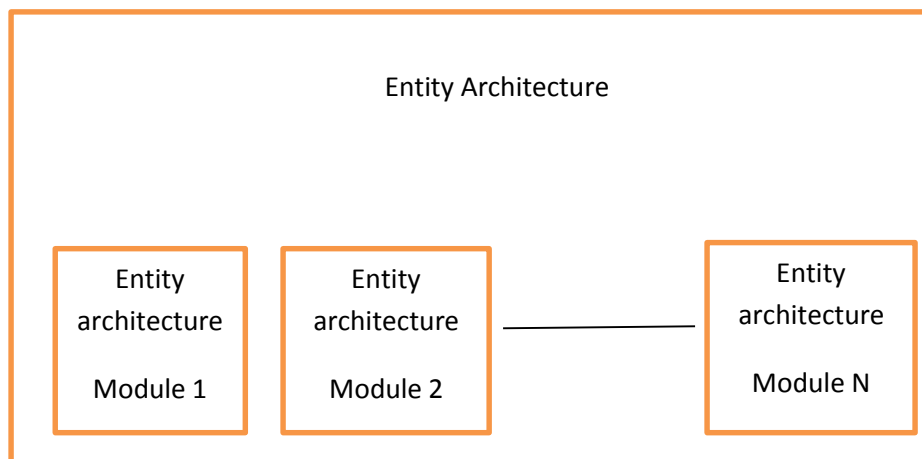 Entity Architecture
Entity
architecture
Module 1
Entity
architecture
Module 2
Entity
architecture
Module N